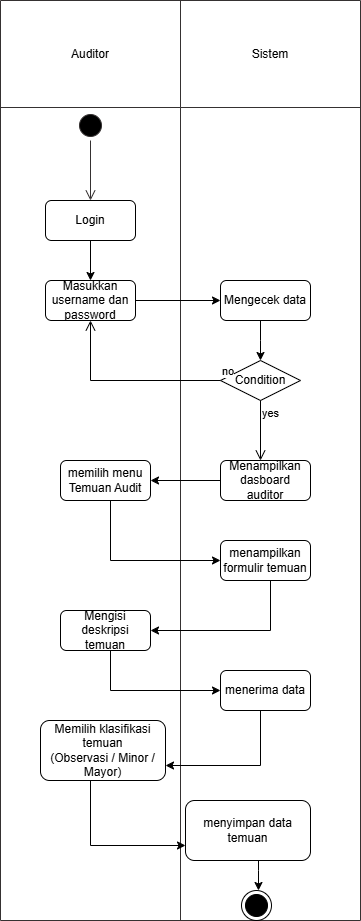 Auditor
Sistem
Login
Masukkan
username dan
password
Mengecek data
no
Condition
yes
Menampilkan
dasboard
auditor
memilih menu
Temuan Audit
menampilkan
formulir temuan
Mengisi
deskripsi
temuan
menerima data
Memilih klasifikasi
temuan
(Observasi / Minor /
Mayor)
menyimpan data
temuan